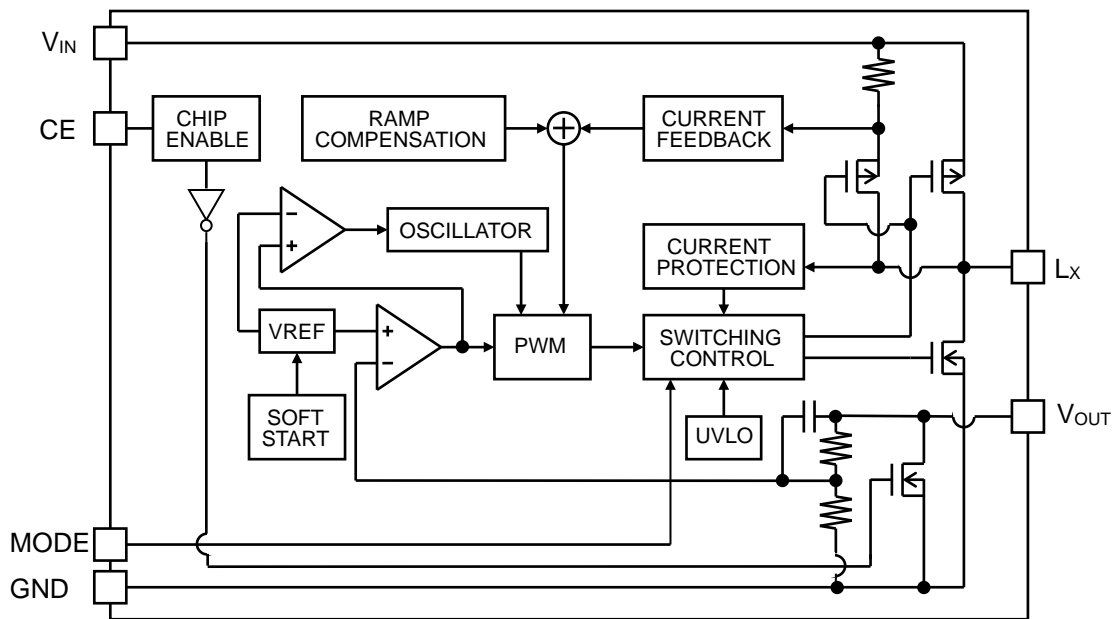 VIN
CE
CHIP
ENABLE
RAMP
COMPENSATION
+
CURRENT
FEEDBACK
−
+
OSCILLATOR
CURRENT
PROTECTION
LX
VREF
+
−
PWM
SWITCHING
CONTROL
SOFT
START
UVLO
VOUT
MODE
GND